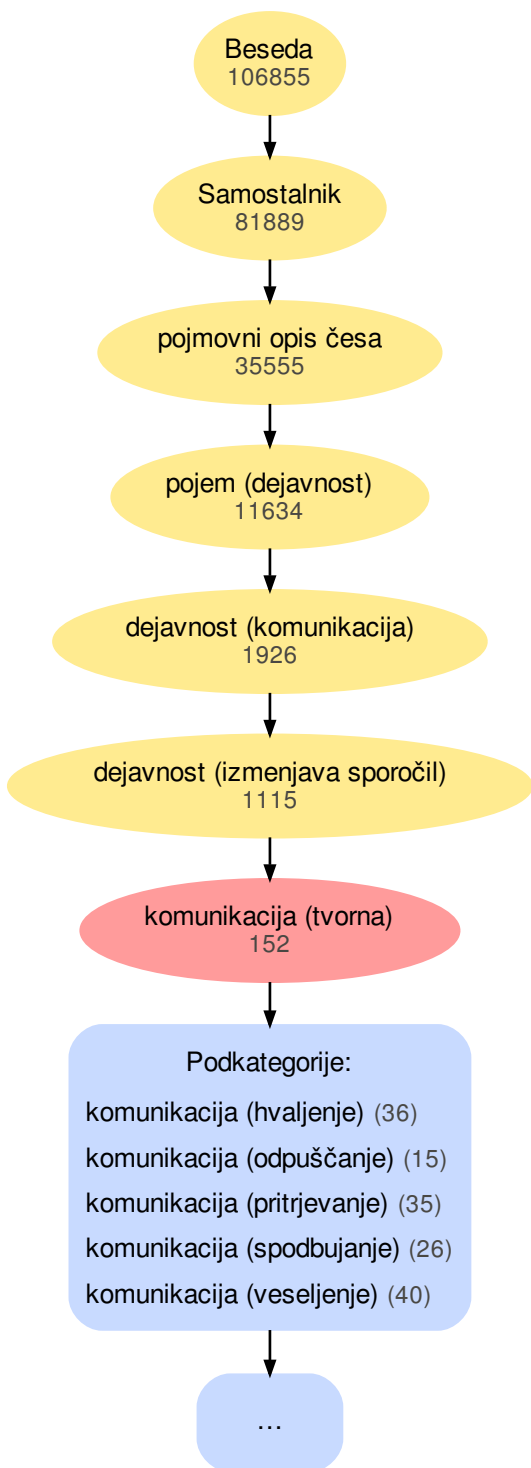 Beseda
106855
Samostalnik
81889
pojmovni opis česa
35555
pojem (dejavnost)
11634
dejavnost (komunikacija)
1926
dejavnost (izmenjava sporočil)
1115
komunikacija (tvorna)
152
Podkategorije:
komunikacija (hvaljenje) (36)
komunikacija (odpuščanje) (15)
komunikacija (pritrjevanje) (35)
komunikacija (spodbujanje) (26)
komunikacija (veseljenje) (40)
...